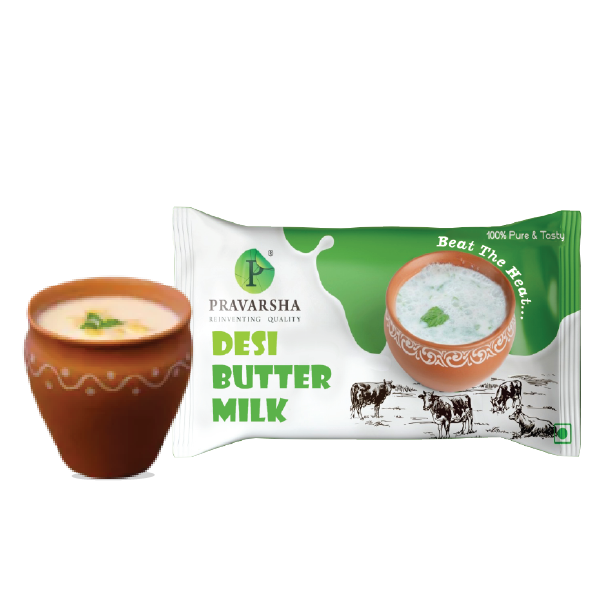 100% Pure & Tasty
Beat The Heat...
P
®
PRAVARSHA
REINVENTING QUALITY
DESI
BUTTER
MILK